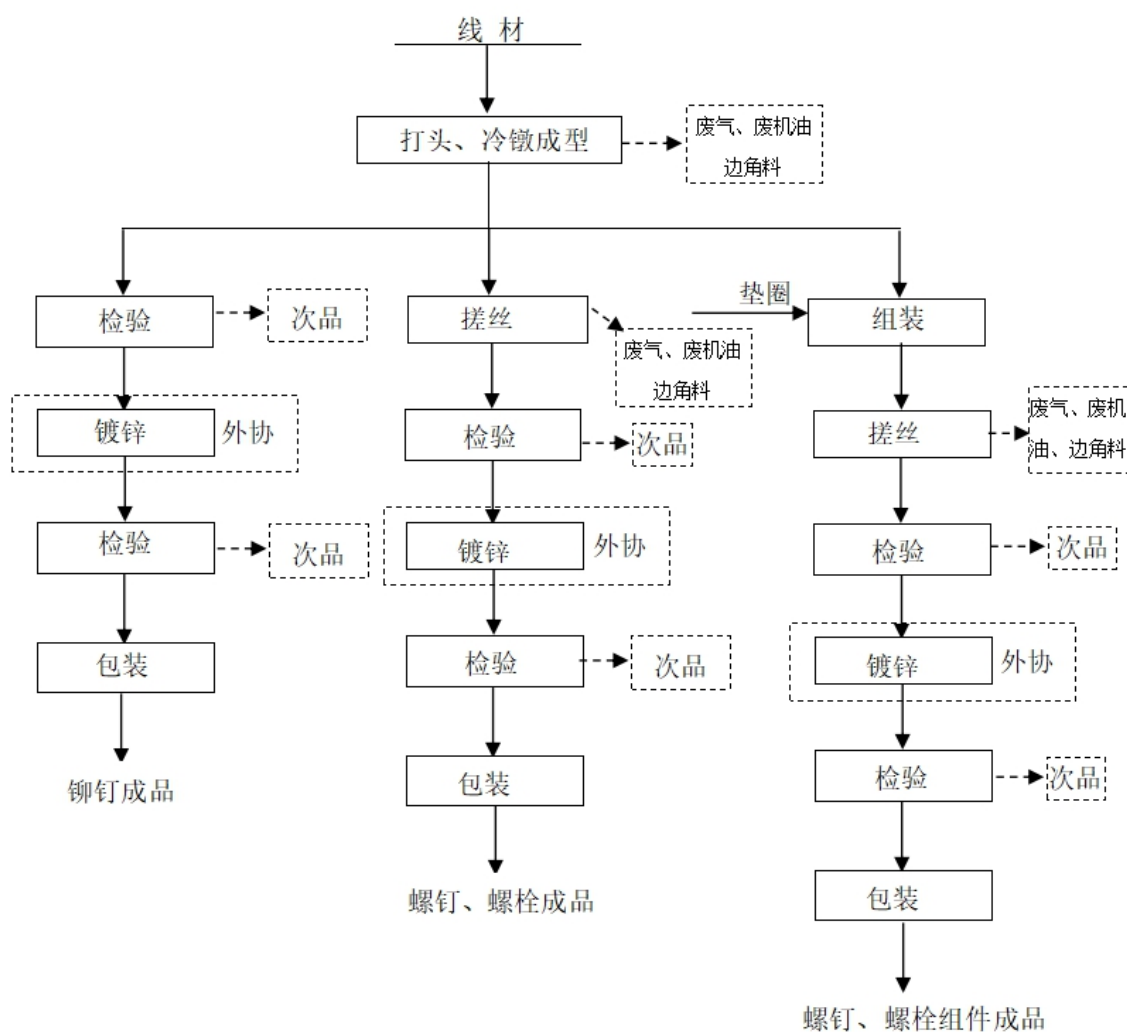 线 材
打头、冷镦成型
废气、废机油
边角料
检验
次品
镀锌
外协
检验
次品
包装
铆钉成品
搓丝
废气、废机油
边角料
检验
次品
镀锌
外协
检验
次品
包装
螺钉、螺栓成品
垫圈
组装
搓丝
废气、废机
油、边角料
检验
次品
镀锌
外协
检验
次品
包装
螺钉、螺栓组件成品